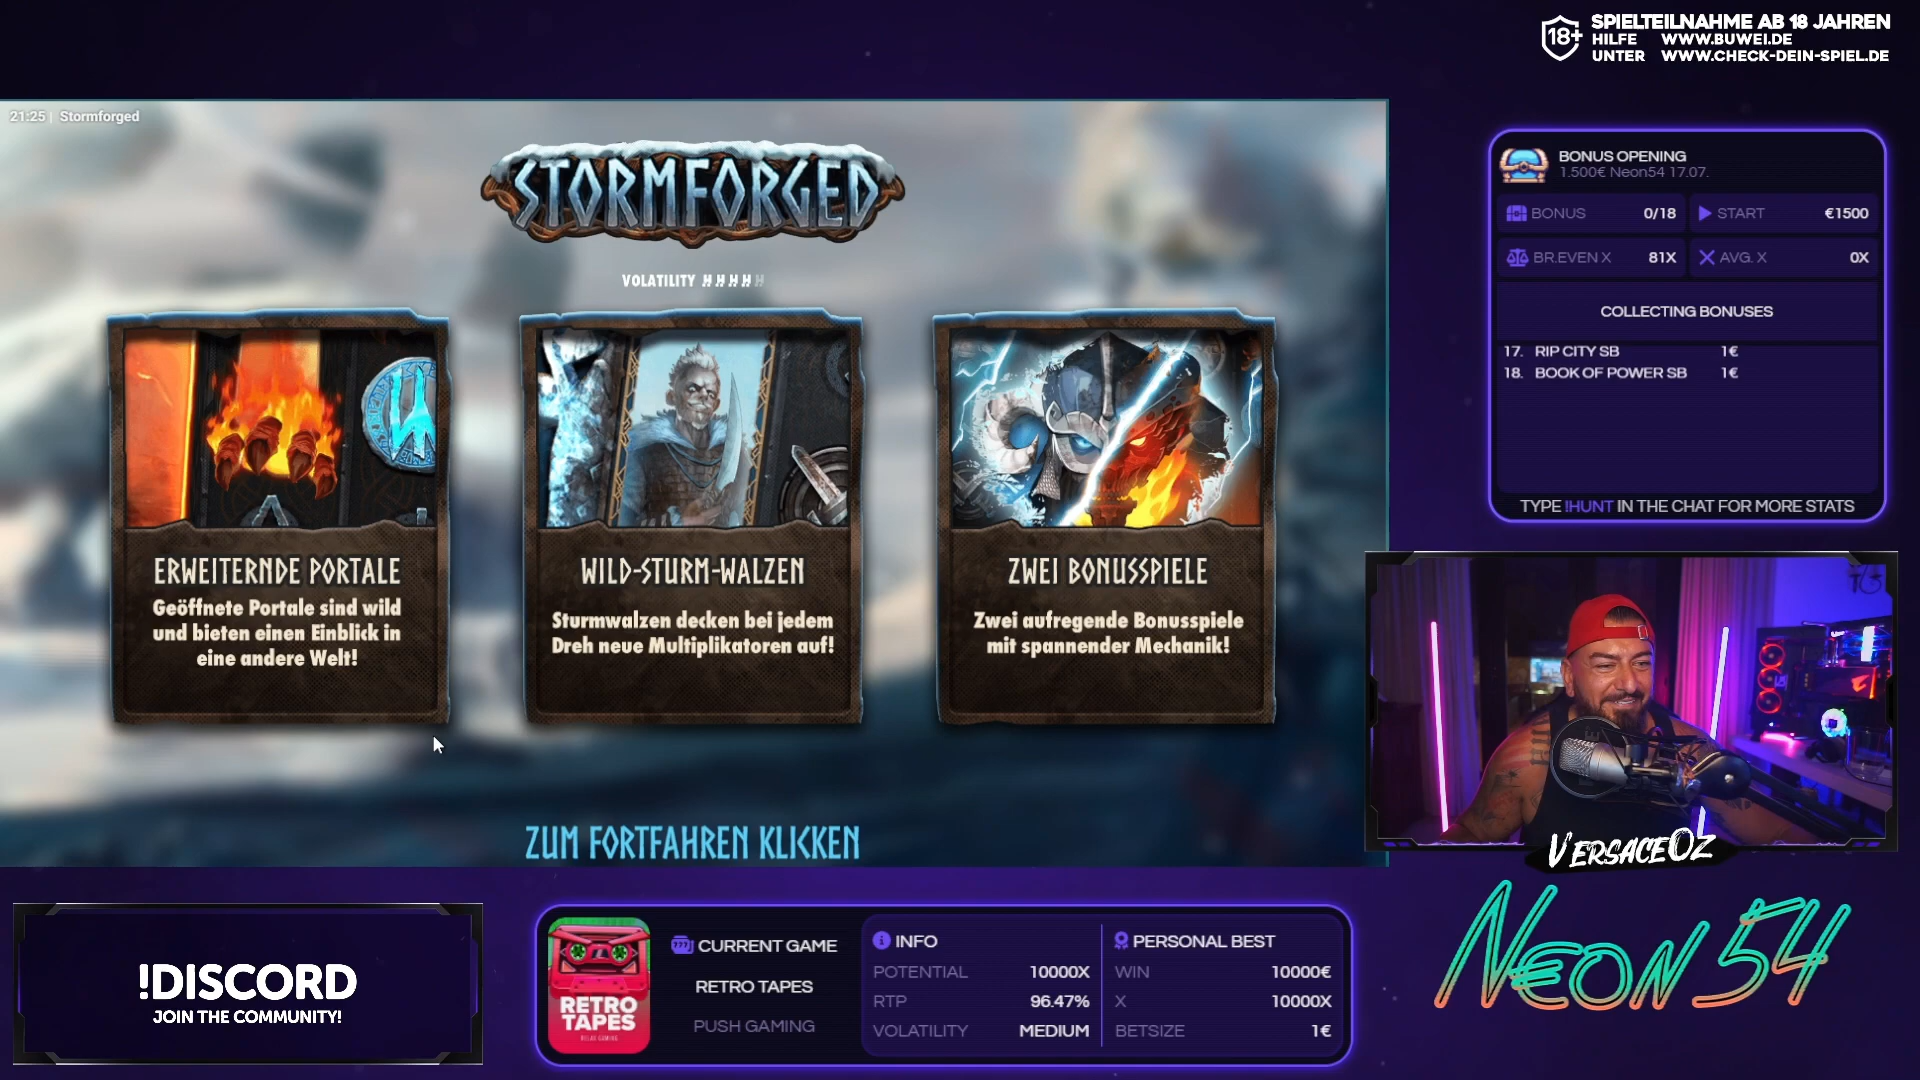 18+
SPIELTEILNAHME AB 18 JAHREN
HILFE WWW.BUWEI.DE
UNTER WWW.CHECK-DEIN-SPIEL.DE
21:25 | Stormforged
STORMFORGED
VOLATILITY
ERWEITERNDE PORTALE
Geöffnete Portale sind wild
und bieten einen Einblick in
eine andere Welt!
WILD-STURM-WALZEN
Sturmwalzen decken bei jedem
Dreh neue Multiplikatoren auf!
ZWEI BONUSSPIELE
Zwei aufregende Bonusspiele
mit spannender Mechanik!
ZUM FORTFAHREN KLICKEN
BONUS OPENING
1.500€ Neon54 17.07.
BONUS 0/18 START €1500
BR.EVEN X 81X AVG. X 0X
COLLECTING BONUSES
17. RIP CITY SB 1€
18. BOOK OF POWER SB 1€
TYPE !HUNT IN THE CHAT FOR MORE STATS
VERSACEOZ
NEON 54
!DISCORD
JOIN THE COMMUNITY!
RETRO
TAPES
CURRENT GAME
RETRO TAPES
PUSH GAMING
INFO
POTENTIAL 10000X
RTP 96.47%
VOLATILITY MEDIUM
PERSONAL BEST
WIN 10000€
X 10000X
BETSIZE 1€